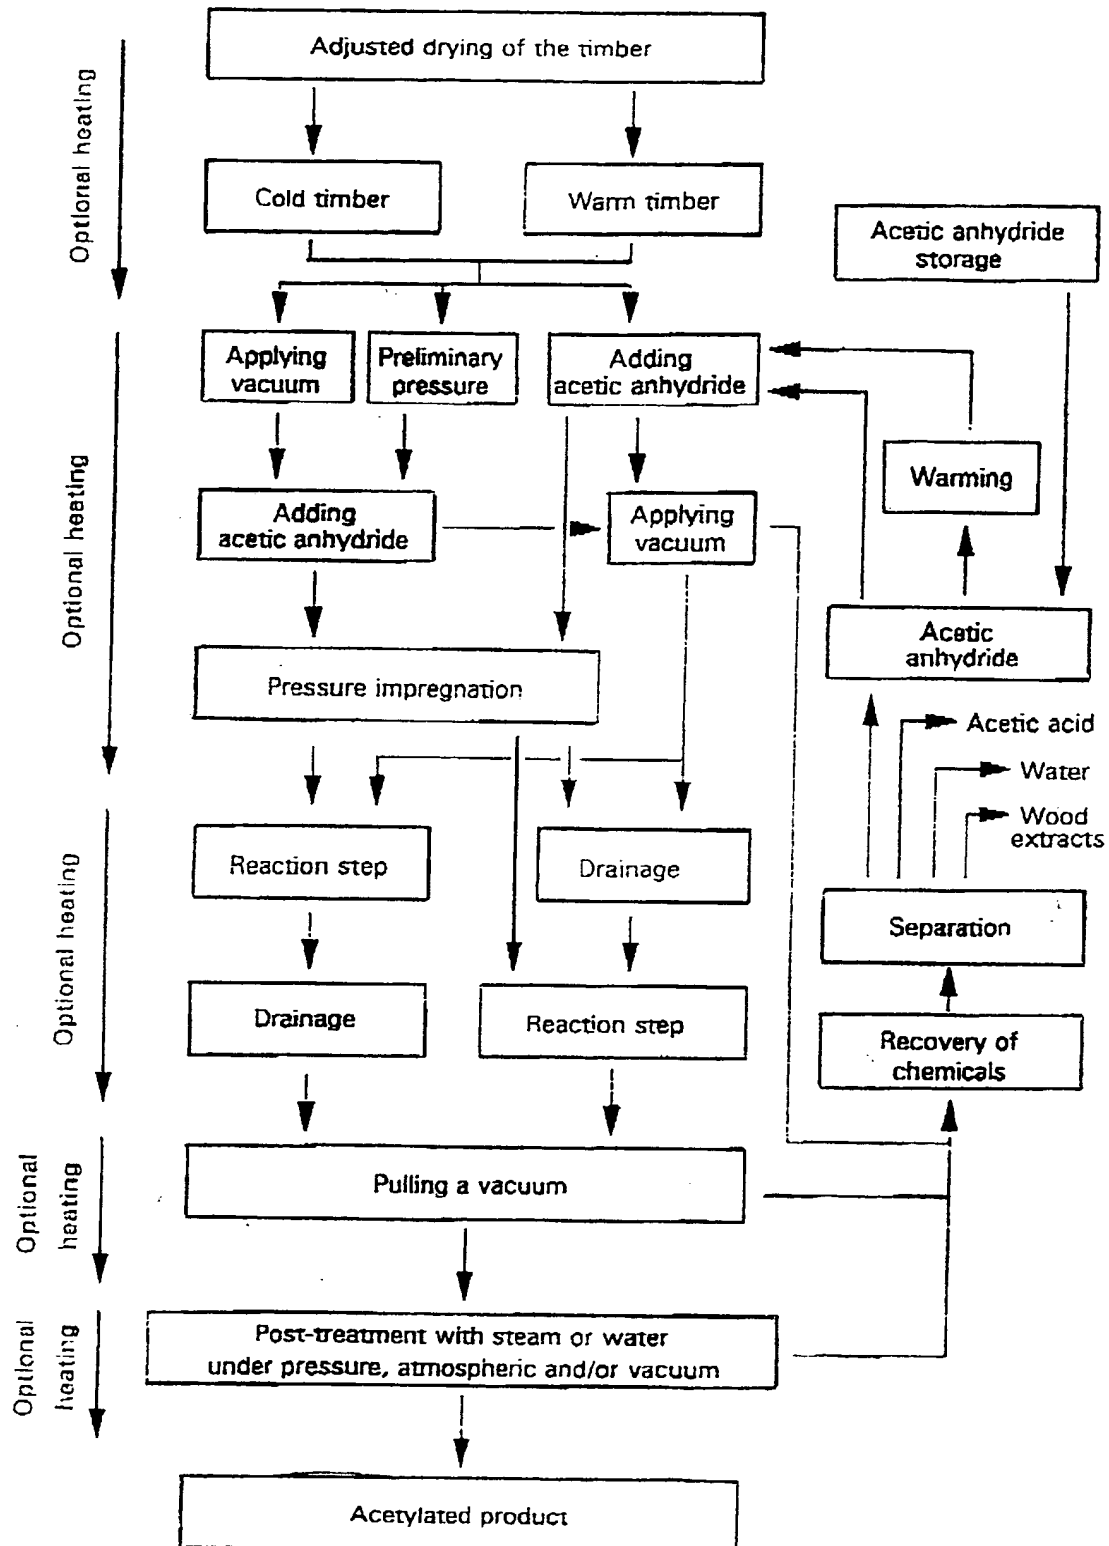 Adjusted drying of the timber
Optional heating
Cold timber
Warm timber
Acetic anhydride
storage
Applying
vacuum
Preliminary
pressure
Adding
acetic anhydride
Warming
Optional heating
Adding
acetic anhydride
Applying
vacuum
Acetic
anhydride
Pressure impregnation
Acetic acid
Water
Wood
extracts
Optional heating
Reaction step
Drainage
Separation
Drainage
Reaction step
Recovery of
chemicals
Optional
heating
Pulling a vacuum
Optional
heating
Post-treatment with steam or water
under pressure, atmospheric and/or vacuum
Acetylated product